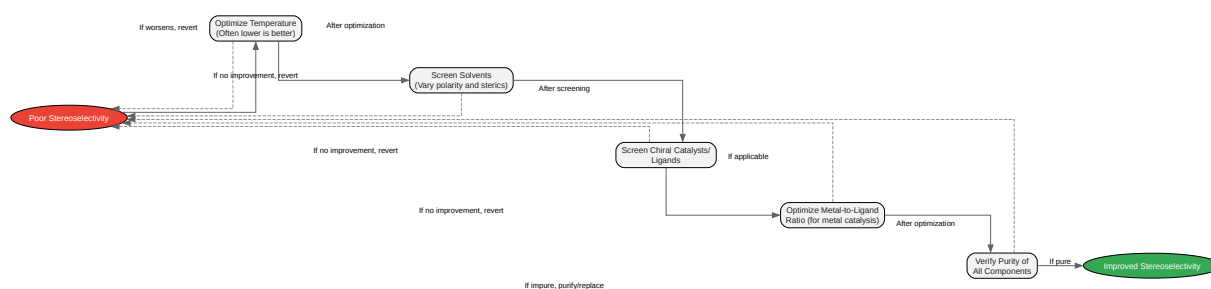 If worsens, revert
Optimize Temperature
(Often lower is better)
After optimization
If no improvement, revert
Screen Solvents
(Vary polarity and sterics)
After screening
Poor Stereoselectivity
If no improvement, revert
Screen Chiral Catalysts/
Ligands
If applicable
If no improvement, revert
Optimize Metal-to-Ligand
Ratio (for metal catalysis)
After optimization
Verify Purity of
All Components
If pure
Improved Stereoselectivity
If impure, purify/replace